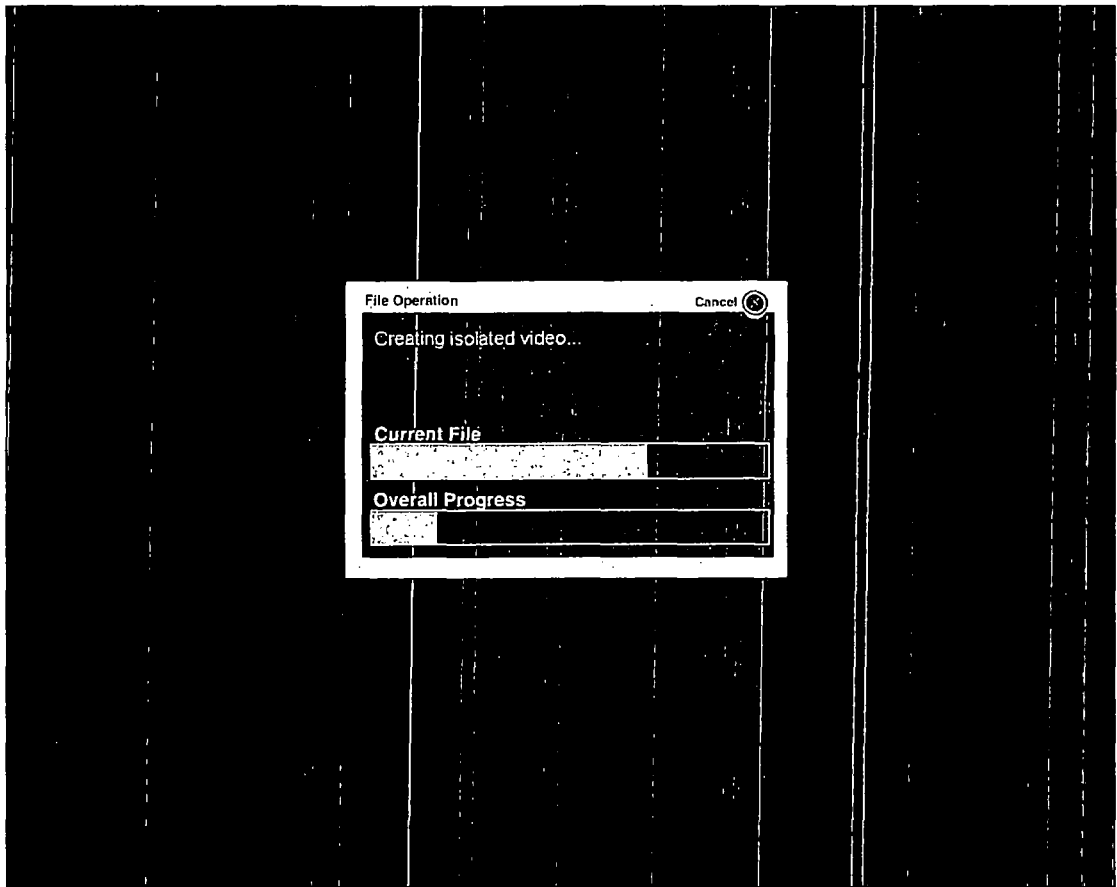 File Operation Cancel
Creating isolated video...
Current File
Overall Progress